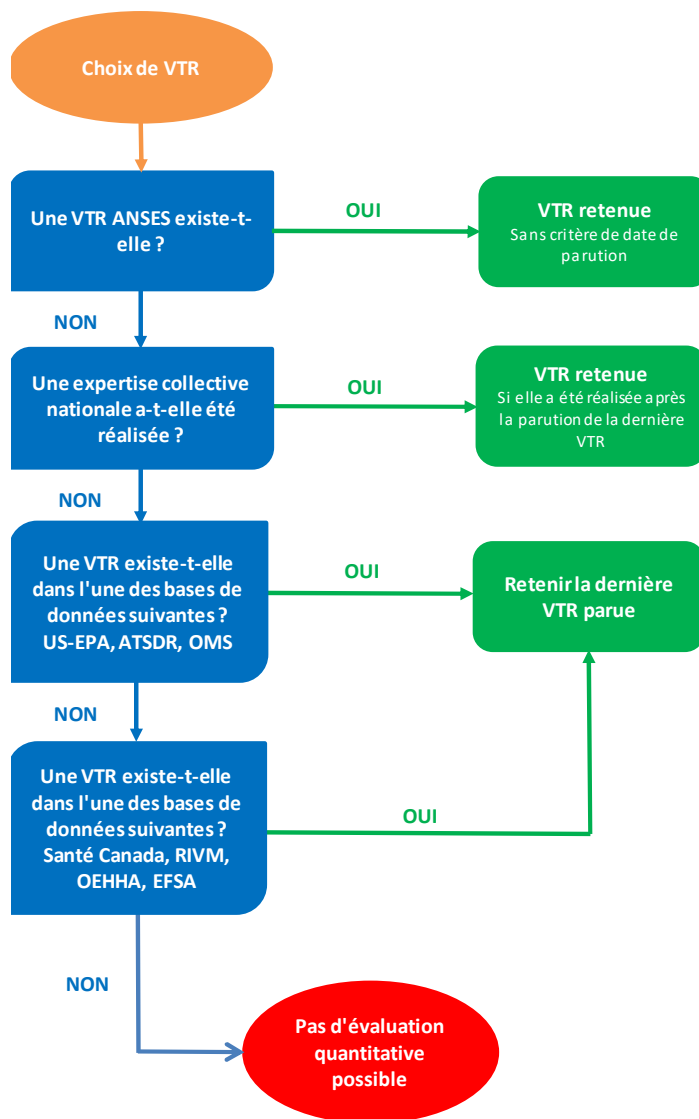 Choix de VTR
Une VTR ANSES existe-t-
elle ?
OUI
VTR retenue
Sans critère de date de
parution
NON
Une expertise collective
nationale a-t-elle été
réalisée ?
OUI
VTR retenue
Si elle a été réalisée après
la parution de la dernière
VTR
NON
Une VTR existe-t-elle
dans l'une des bases de
données suivantes ?
US-EPA, ATSDR, OMS
OUI
Retenir la dernière
VTR parue
NON
Une VTR existe-t-elle
dans l'une des bases de
données suivantes ?
Santé Canada, RIVM,
OEHHA, EFSA
OUI
NON
Pas d'évaluation
quantitative
possible